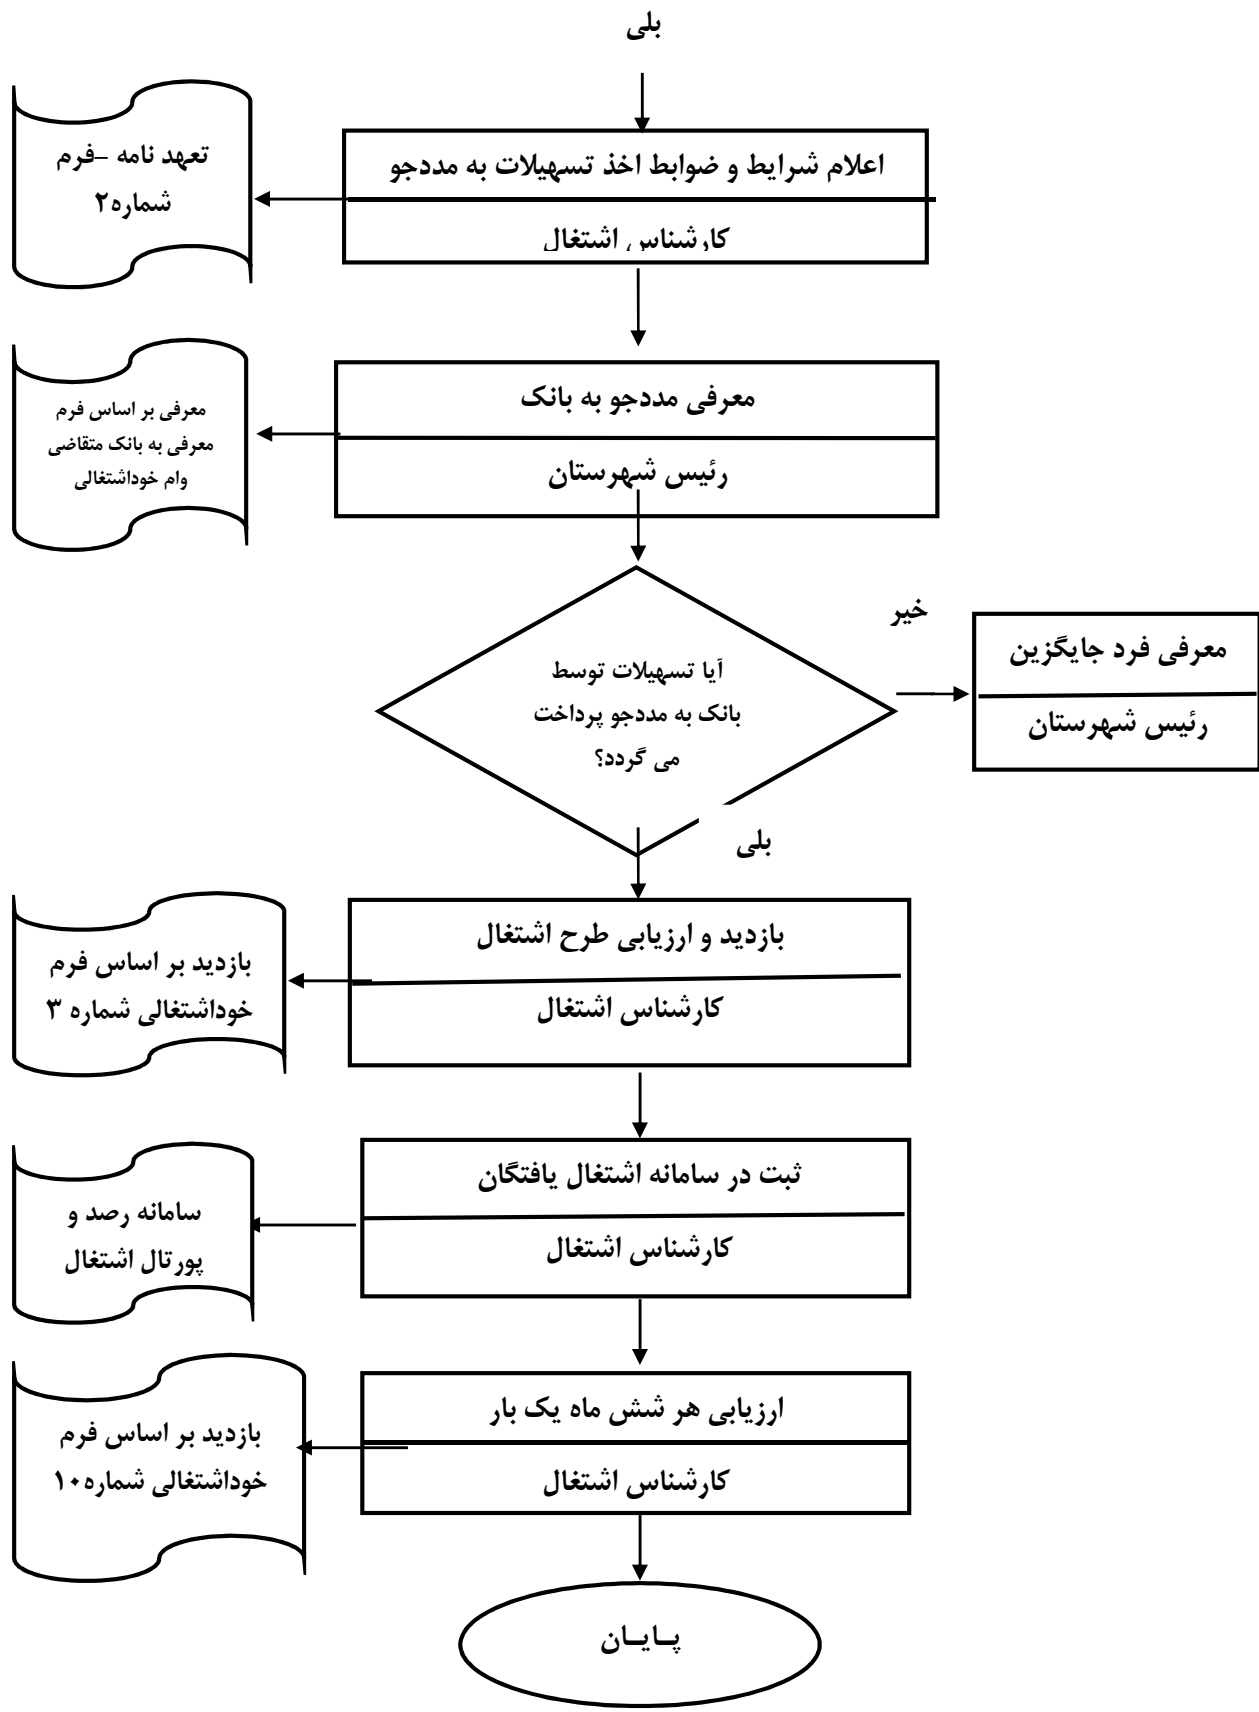 بلی
اعلام شرایط و ضوابط اخذ تسهیلات به مددجو
کارشناس اشتغال
تعهد نامه –فرم
شماره۲
معرفی مددجو به بانک
رئیس شهرستان
معرفی بر اساس فرم
معرفی به بانک متقاضی
وام خوداشتغالی
آیا تسهیلات توسط
بانک به مددجو پرداخت
می گردد؟
خیر
معرفی فرد جایگزین
رئیس شهرستان
بلی
بازدید و ارزیابی طرح اشتغال
کارشناس اشتغال
بازدید بر اساس فرم
خوداشتغالی شماره ۳
ثبت در سامانه اشتغال یافتگان
کارشناس اشتغال
سامانه رصد و
پورتال اشتغال
ارزیابی هر شش ماه یک بار
کارشناس اشتغال
بازدید بر اساس فرم
خوداشتغالی شماره۱۰
پـایـان